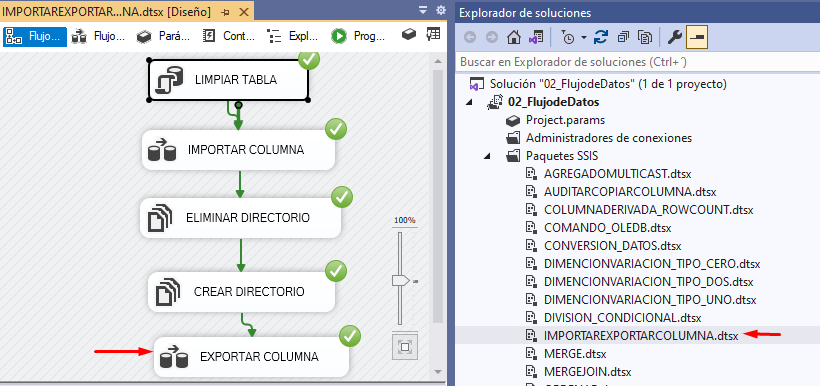 IMPORTAREXPORTAR...NA.dtsx [Diseño]
Flujo...
Flujo...
Pará...
Cont...
Explo...
Prog...
LIMPIAR TABLA
IMPORTAR COLUMNA
ELIMINAR DIRECTORIO
CREAR DIRECTORIO
EXPORTAR COLUMNA
100%
Explorador de soluciones
Buscar en Explorador de soluciones (Ctrl+´)
Solución "02_FlujodeDatos" (1 de 1 proyecto)
02_FlujodeDatos
Project.params
Administradores de conexiones
Paquetes SSIS
AGREGADOMULTICAST.dtsx
AUDITARCOPIARCOLUMNA.dtsx
COLUMNADERIVADA_ROWCOUNT.dtsx
COMANDO_OLEDB.dtsx
CONVERSION_DATOS.dtsx
DIMENCIONVARIACION_TIPO_CERO.dtsx
DIMENCIONVARIACION_TIPO_DOS.dtsx
DIMENCIONVARIACION_TIPO_UNO.dtsx
DIVISION_CONDICIONAL.dtsx
IMPORTAREXPORTARCOLUMNA.dtsx
MERGE.dtsx
MERGEJOIN.dtsx